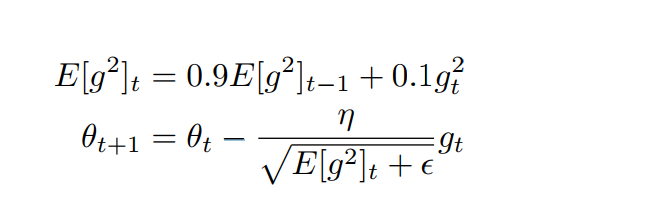 E[g²]ₜ = 0.9E[g²]ₜ₋₁ + 0.1gₜ²
θₜ₊₁ = θₜ − η / √(E[g²]ₜ + ϵ) gₜ